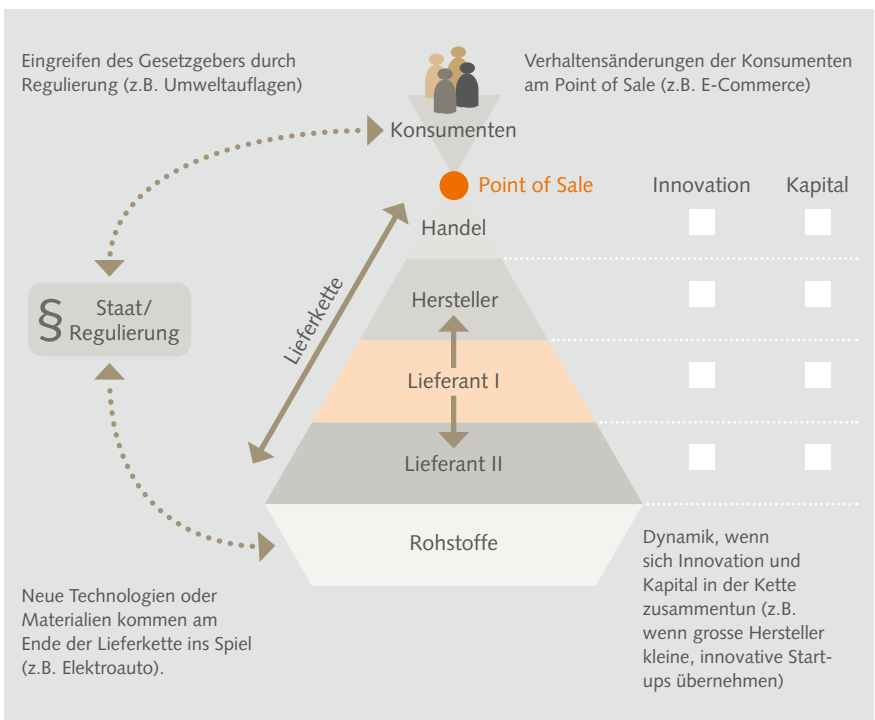 Eingreifen des Gesetzgebers durch
Regulierung (z.B. Umweltauflagen)
Verhaltensänderungen der Konsumenten
am Point of Sale (z.B. E-Commerce)
Konsumenten
Point of Sale
Innovation
Kapital
Handel
Lieferkette
§ Staat/
Regulierung
Hersteller
Lieferant I
Lieferant II
Rohstoffe
Neue Technologien oder
Materialien kommen am
Ende der Lieferkette ins Spiel
(z.B. Elektroauto).
Dynamik, wenn
sich Innovation und
Kapital in der Kette
zusammentun (z.B.
wenn grosse Hersteller
kleine, innovative Start-
ups übernehmen)